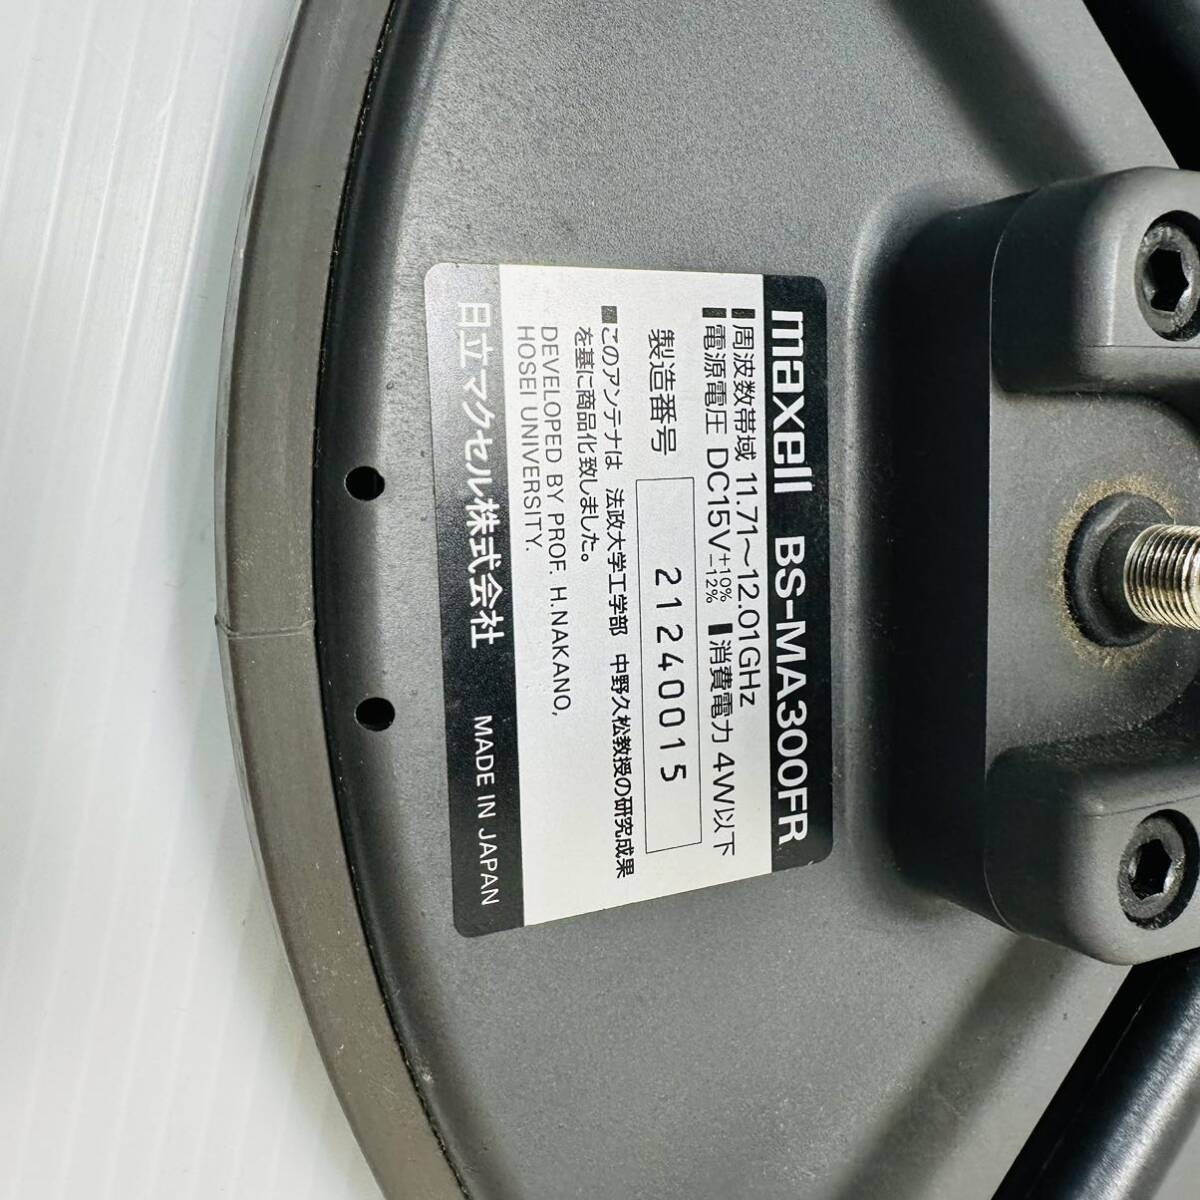 maxell BS-MA300FR
■周波数帯域 11.71～12.01GHz
■電源電圧 DC15V +10% -12% ■消費電力 4W以下
製造番号 21240015
■このアンテナは 法政大学工学部 中野久松教授の研究成果
を基に商品化致しました。
DEVELOPED BY PROF. H.NAKANO,
HOSEI UNIVERSITY.
日立マクセル株式会社 MADE IN JAPAN